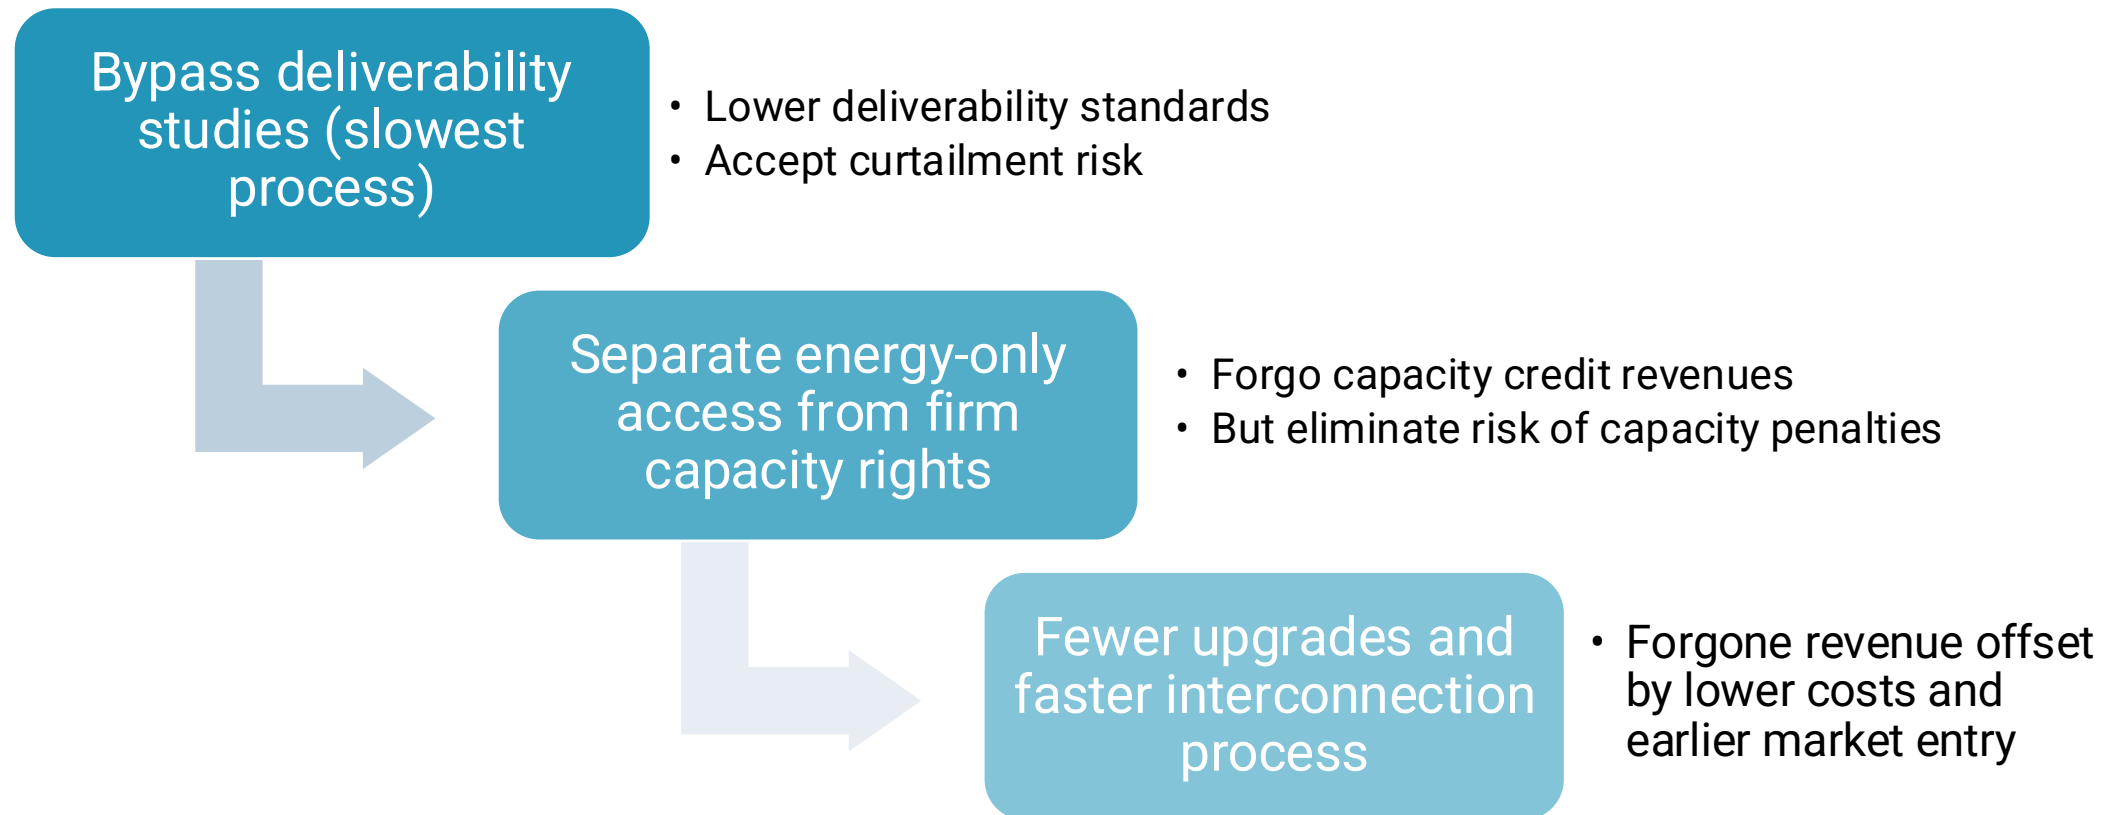 Bypass deliverability
studies (slowest
process)
• Lower deliverability standards
• Accept curtailment risk
Separate energy-only
access from firm
capacity rights
• Forgo capacity credit revenues
• But eliminate risk of capacity penalties
Fewer upgrades and
faster interconnection
process
• Forgone revenue offset
by lower costs and
earlier market entry